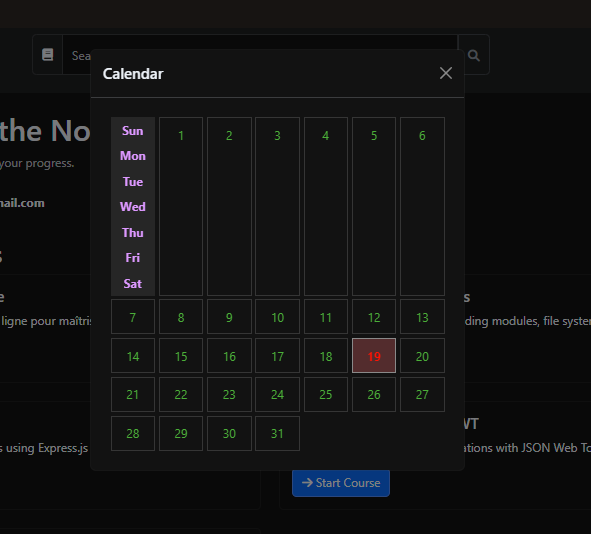 Sea
Calendar
the No
your progress.
nail.com
Sun
Mon
Tue
Wed
Thu
Fri
Sat
1 2 3 4 5 6
7 8 9 10 11 12 13
14 15 16 17 18 19 20
21 22 23 24 25 26 27
28 29 30 31
S
e
s
ligne pour maîtris
ding modules, file system
WT
s using Express.js
ations with JSON Web To
Start Course